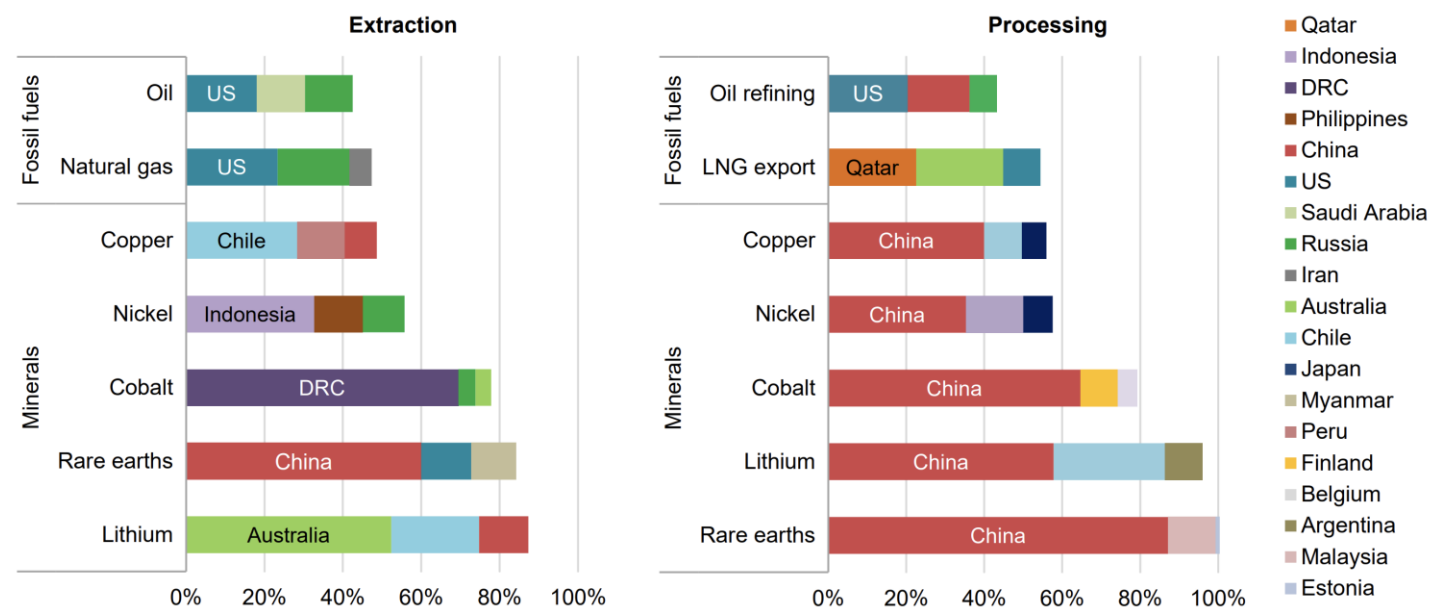 Extraction
Fossil fuels
Oil
US
Natural gas
US
Minerals
Copper
Chile
Nickel
Indonesia
Cobalt
DRC
Rare earths
China
Lithium
Australia
0% 20% 40% 60% 80% 100%
Processing
Fossil fuels
Oil refining
US
LNG export
Qatar
Minerals
Copper
China
Nickel
China
Cobalt
China
Lithium
China
Rare earths
China
0% 20% 40% 60% 80% 100%
Qatar
Indonesia
DRC
Philippines
China
US
Saudi Arabia
Russia
Iran
Australia
Chile
Japan
Myanmar
Peru
Finland
Belgium
Argentina
Malaysia
Estonia